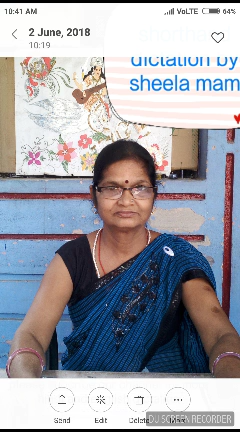 10:41 AM VoLTE 64%
2 June, 2018
10:19
dictation by
sheela mam
Send Edit Delete
DU SCREEN RECORDER